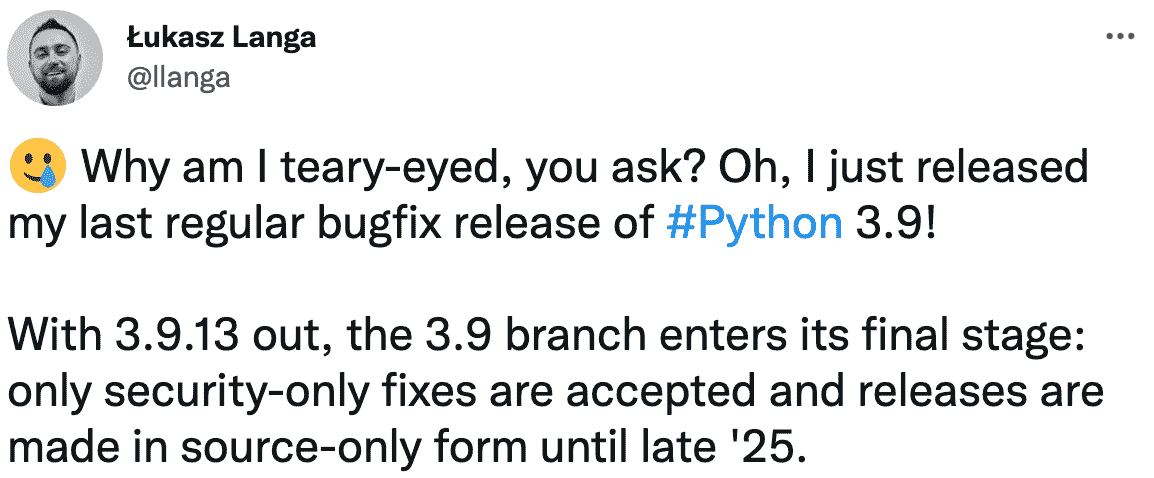 Łukasz Langa
@llanga
🥲 Why am I teary-eyed, you ask? Oh, I just released
my last regular bugfix release of #Python 3.9!
With 3.9.13 out, the 3.9 branch enters its final stage:
only security-only fixes are accepted and releases are
made in source-only form until late '25.